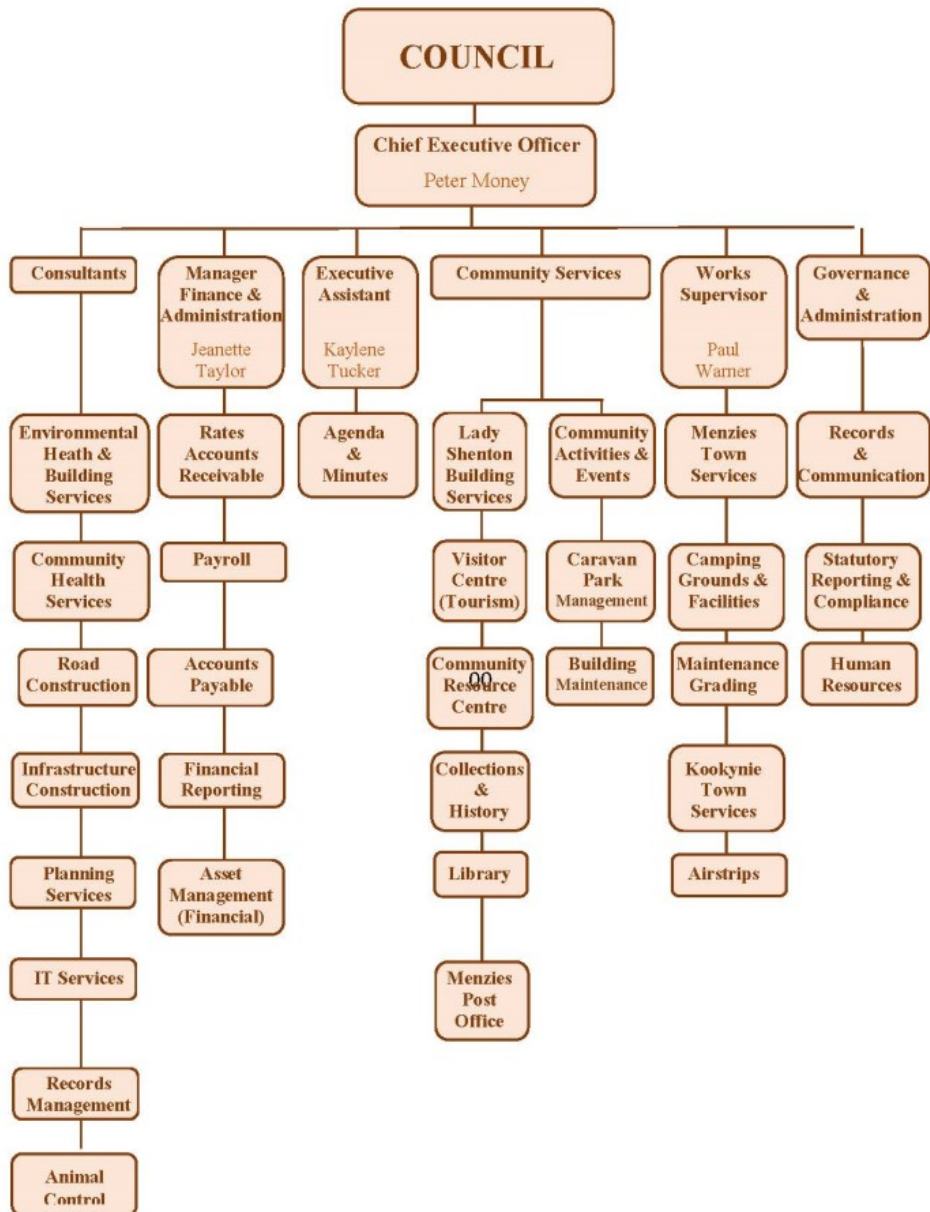 COUNCIL
Chief Executive Officer
Peter Money
Consultants
Manager
Finance &
Administration
Jeanette
Taylor
Executive
Assistant
Kaylene
Tucker
Community Services
Works
Supervisor
Paul
Warner
Governance
&
Administration
Environmental
Heath &
Building
Services
Community
Health
Services
Road
Construction
Infrastructure
Construction
Planning
Services
IT Services
Records
Management
Animal
Control
Rates
Accounts
Receivable
Payroll
Accounts
Payable
Financial
Reporting
Asset
Management
(Financial)
Agenda
&
Minutes
Lady
Shenton
Building
Services
Visitor
Centre
(Tourism)
Community
Resource
Centre
00
Collections
&
History
Library
Menzies
Post
Office
Community
Activities &
Events
Caravan
Park
Management
Building
Maintenance
Menzies
Town
Services
Camping
Grounds &
Facilities
Maintenance
Grading
Kookynie
Town
Services
Airstrips
Records
&
Communication
Statutory
Reporting &
Compliance
Human
Resources